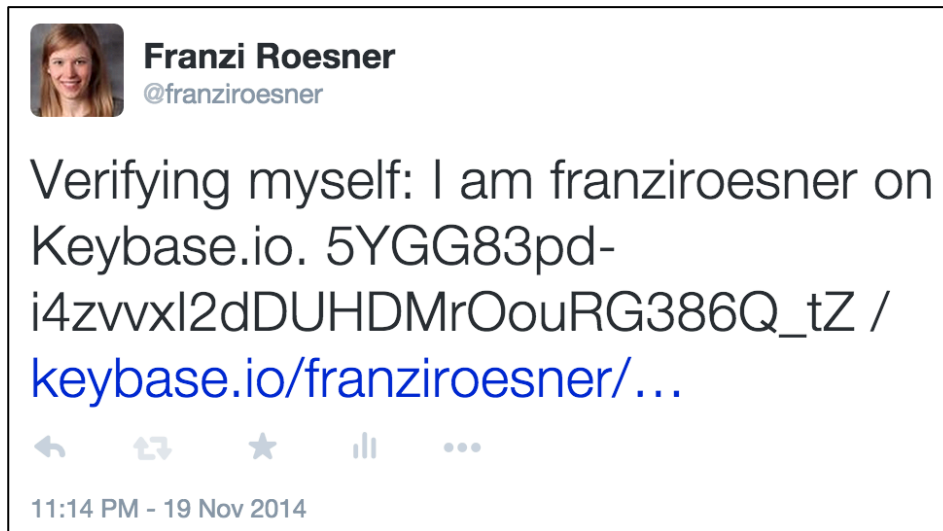 Franzi Roesner
@franziroesner
Verifying myself: I am franziroesner on
Keybase.io. 5YGG83pd-
i4zvvxI2dDUHDMrOouRG386Q_tZ /
keybase.io/franziroesner/…
11:14 PM - 19 Nov 2014